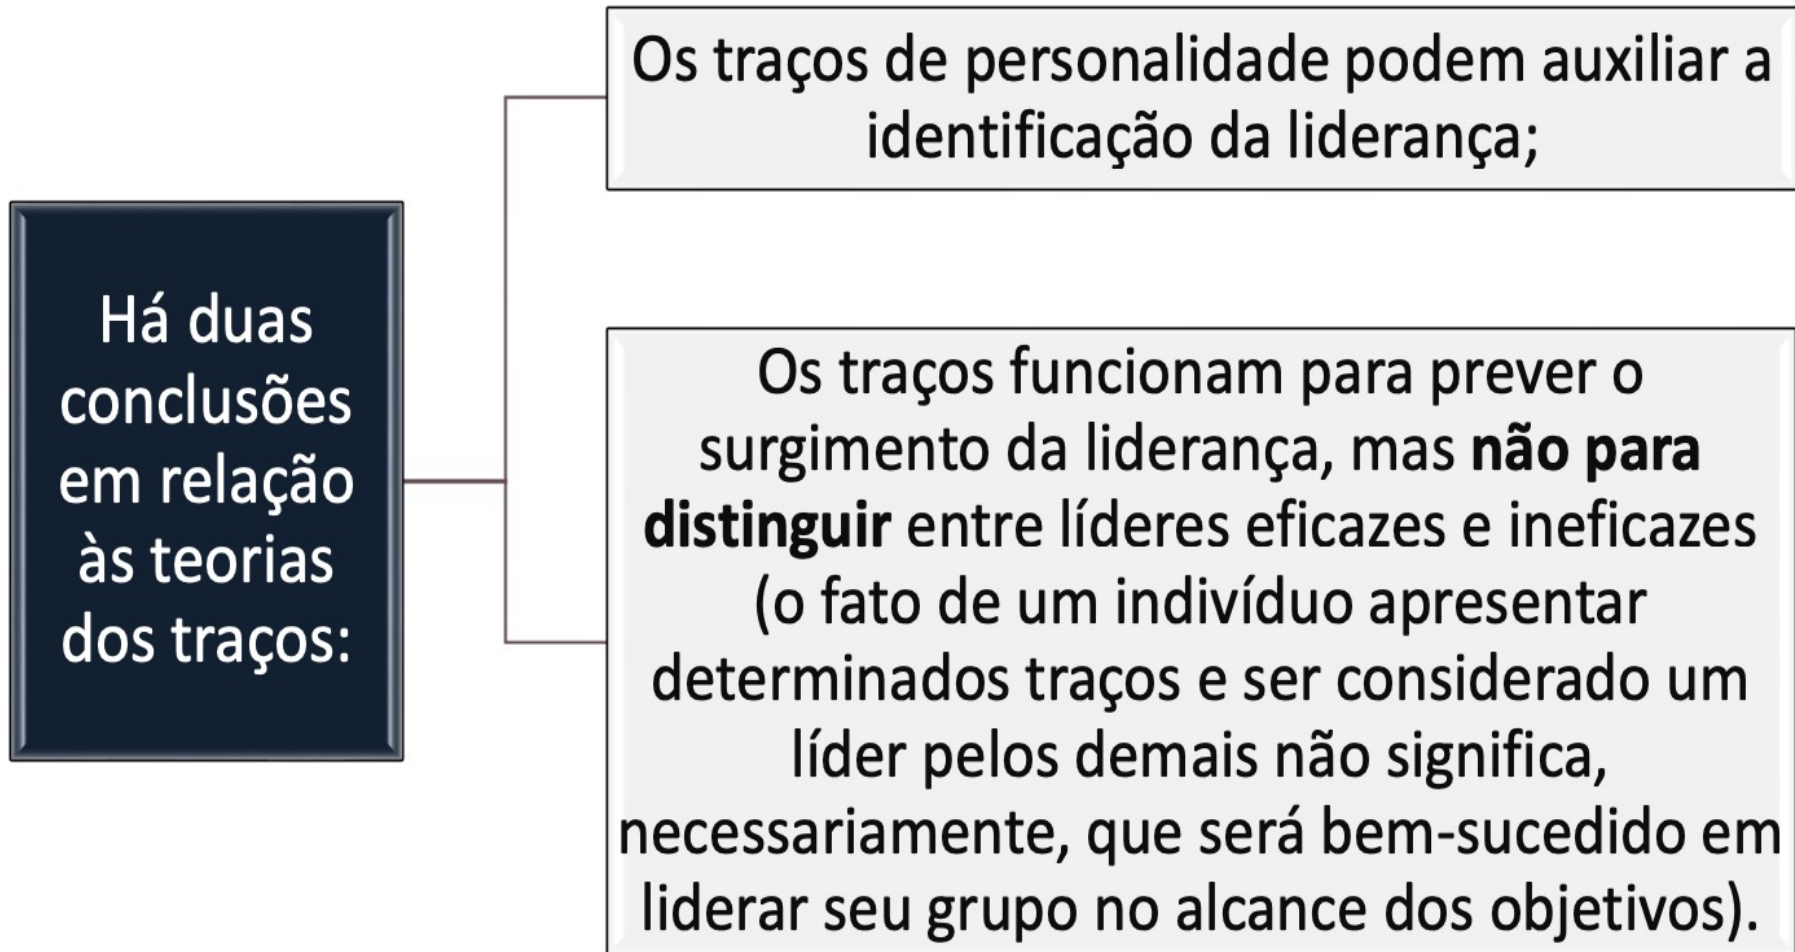 Há duas
conclusões
em relação
às teorias
dos traços:
Os traços de personalidade podem auxiliar a
identificação da liderança;
Os traços funcionam para prever o
surgimento da liderança, mas não para
distinguir entre líderes eficazes e ineficazes
(o fato de um indivíduo apresentar
determinados traços e ser considerado um
líder pelos demais não significa,
necessariamente, que será bem-sucedido em
liderar seu grupo no alcance dos objetivos).